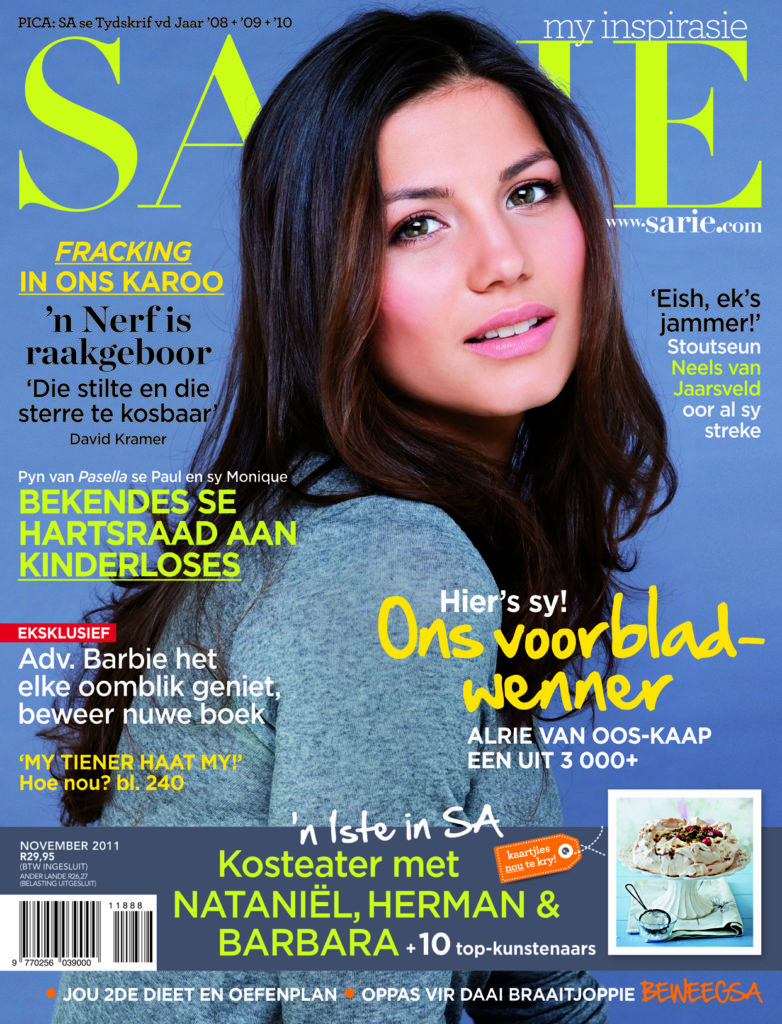 PICA: SA se Tydskrif vd Jaar '08 + '09 + '10
my inspirasie
SARIE
www.sarie.com
FRACKING
IN ONS KAROO
'n Nerf is
raakgeboor
'Die stilte en die
sterre te kosbaar'
David Kramer
'Eish, ek's
jammer!'
Stoutseun
Neels van
Jaarsveld
oor al sy
streke
Pyn van Pasella se Paul en sy Monique
BEKENDES SE
HARTSRAAD AAN
KINDERLOSES
Hier's sy!
Ons voorblad-
wenner
ALRIE VAN OOS-KAAP
EEN UIT 3 000+
EKSKLUSIEF
Adv. Barbie het
elke oomblik geniet,
beweer nuwe boek
'MY TIENER HAAT MY!'
Hoe nou? bl. 240
NOVEMBER 2011
R29,95
(BTW INGESLUIT)
ANDER LANDE R26,27
(BELASTING UITGESLUIT)
11888
9 770256 039000
'n 1ste in SA
Kosteater met
NATANIËL, HERMAN &
BARBARA + 10 top-kunstenaars
kaartjies
nou te kry!
• JOU 2DE DIEET EN OEFENPLAN • OPPAS VIR DAAI BRAAITJOPPIE BEWEEGSA